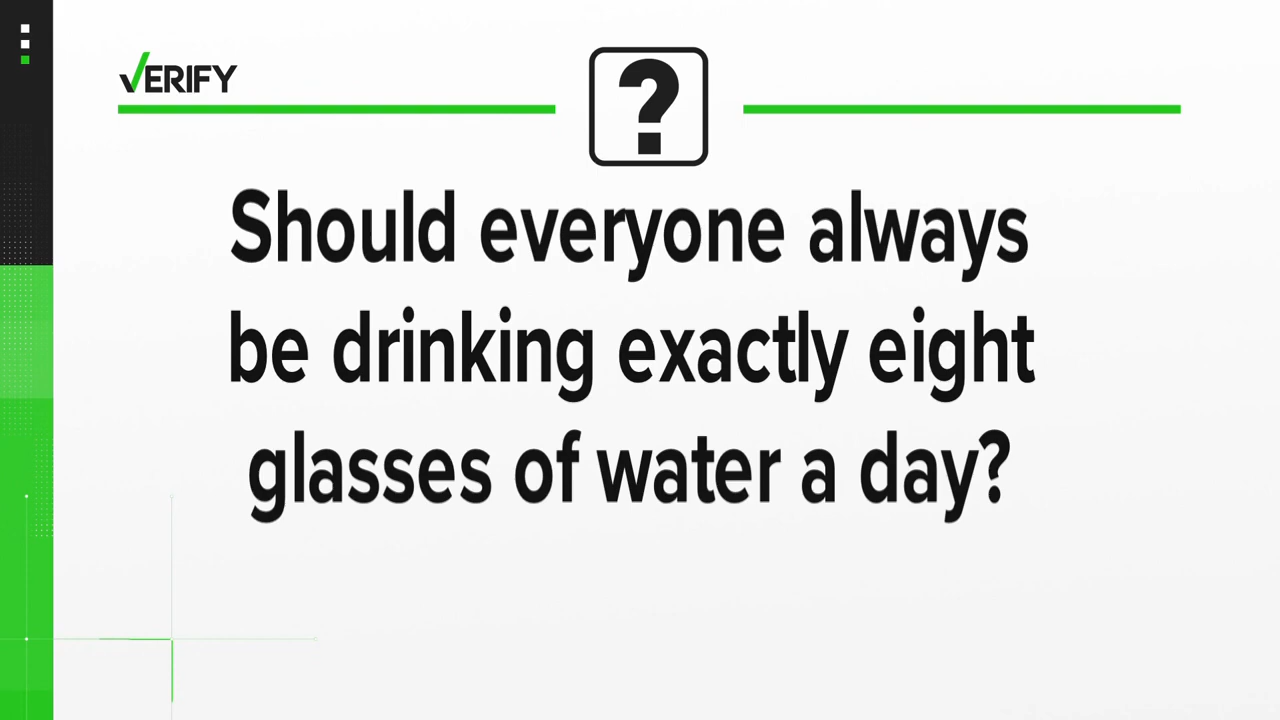 VERIFY
?
Should everyone always
be drinking exactly eight
glasses of water a day?